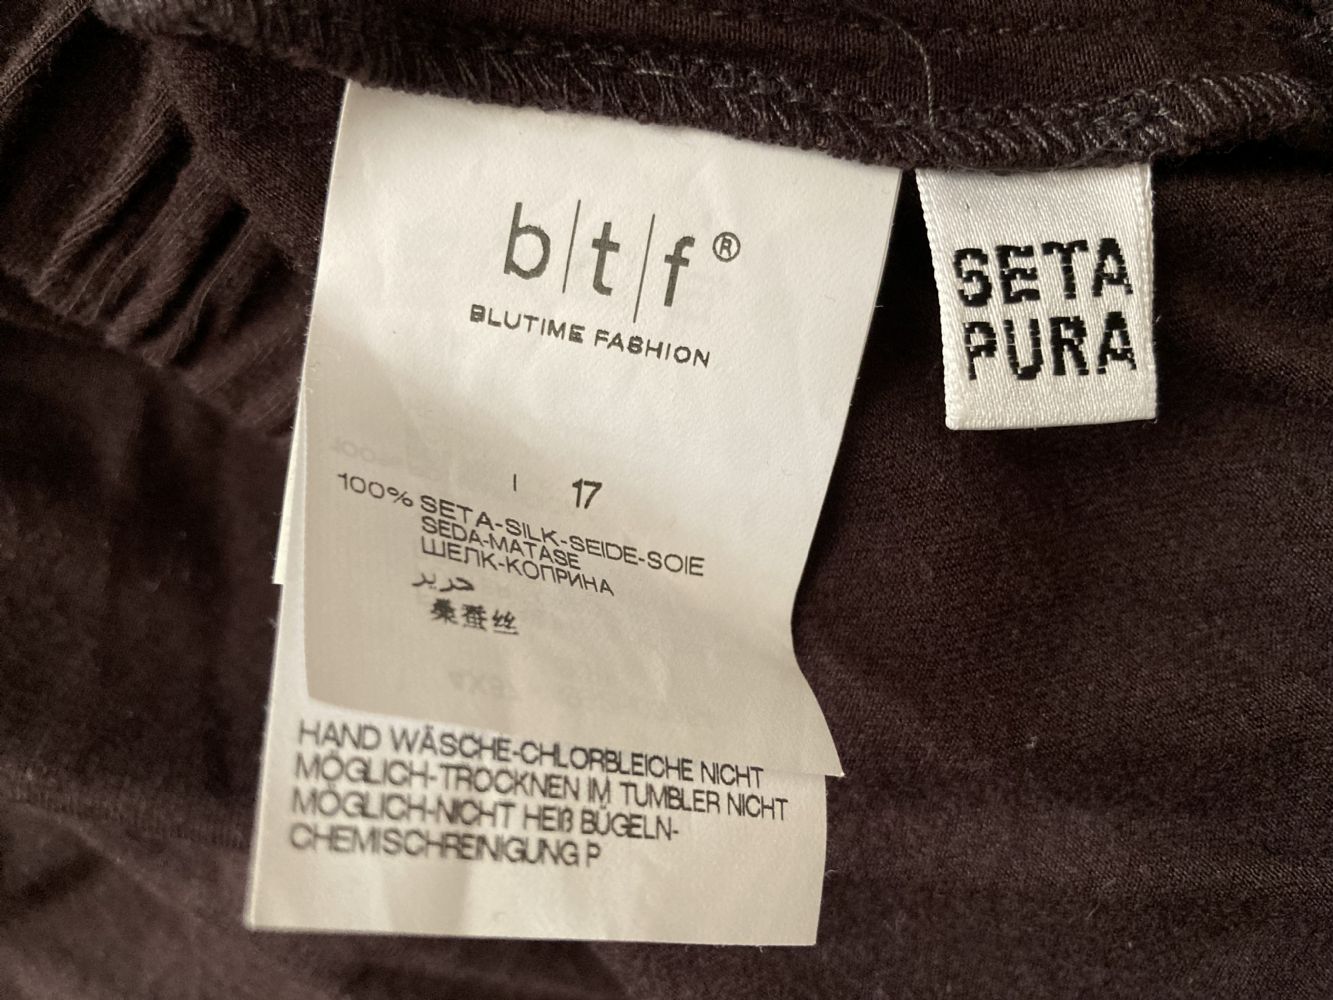 b|t|f®
BLUTIME FASHION
I 17
100% SETA-SILK-SEIDE-SOIE
SEDA-MATASE
ШЕЛК-КОПРИНА
حرير
桑蚕丝
HAND WÄSCHE-CHLORBLEICHE NICHT
MÖGLICH-TROCKNEN IM TUMBLER NICHT
MÖGLICH-NICHT HEIß BÜGELN-
CHEMISCHREINIGUNG P
SETA
PURA